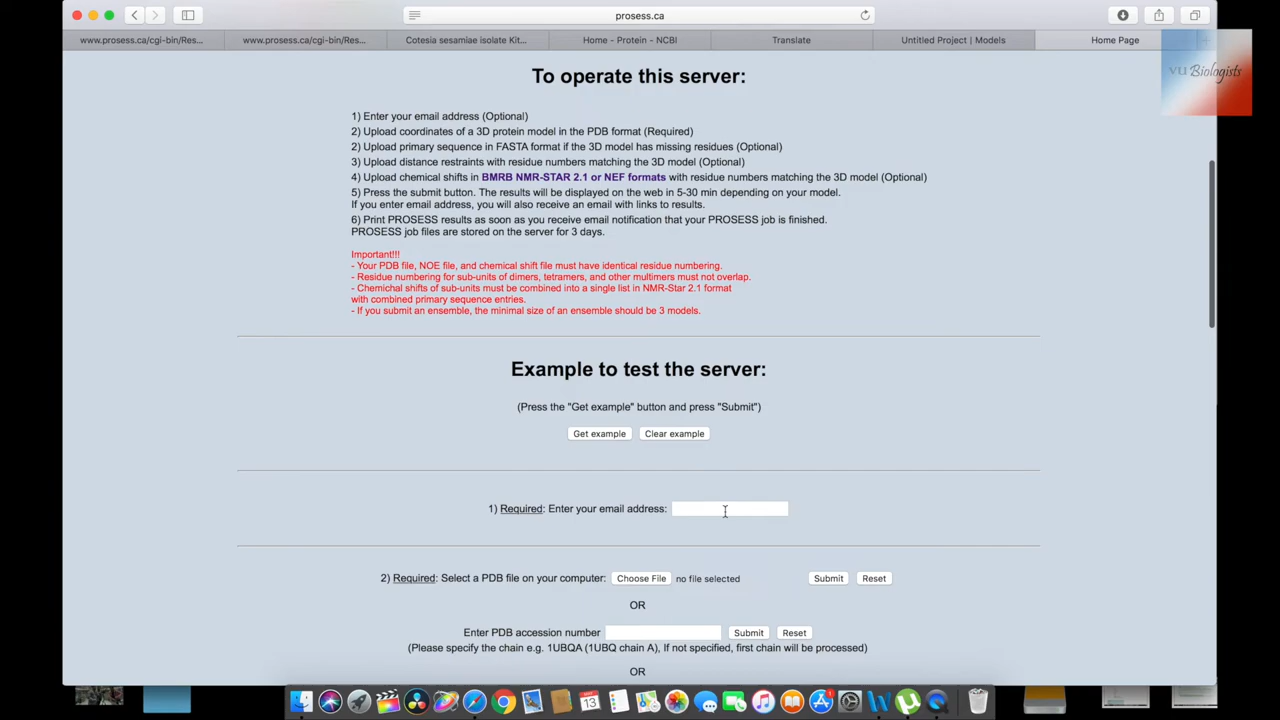 prosess.ca
www.prosess.ca/cgi-bin/Res... www.prosess.ca/cgi-bin/Res... Cotesia sesamiae isolate Kit... Home - Protein - NCBI Translate Untitled Project | Models Home Page
vu Biologists
To operate this server:
1) Enter your email address (Optional)
2) Upload coordinates of a 3D protein model in the PDB format (Required)
2) Upload primary sequence in FASTA format if the 3D model has missing residues (Optional)
3) Upload distance restraints with residue numbers matching the 3D model (Optional)
4) Upload chemical shifts in BMRB NMR-STAR 2.1 or NEF formats with residue numbers matching the 3D model (Optional)
5) Press the submit button. The results will be displayed on the web in 5-30 min depending on your model.
If you enter email address, you will also receive an email with links to results.
6) Print PROSESS results as soon as you receive email notification that your PROSESS job is finished.
PROSESS job files are stored on the server for 3 days.
Important!!!
- Your PDB file, NOE file, and chemical shift file must have identical residue numbering.
- Residue numbering for sub-units of dimers, tetramers, and other multimers must not overlap.
- Chemichal shifts of sub-units must be combined into a single list in NMR-Star 2.1 format
with combined primary sequence entries.
- If you submit an ensemble, the minimal size of an ensemble should be 3 models.
Example to test the server:
(Press the "Get example" button and press "Submit")
Get example Clear example
1) Required: Enter your email address:
2) Required: Select a PDB file on your computer: Choose File no file selected Submit Reset
OR
Enter PDB accession number Submit Reset
(Please specify the chain e.g. 1UBQA (1UBQ chain A), If not specified, first chain will be processed)
OR